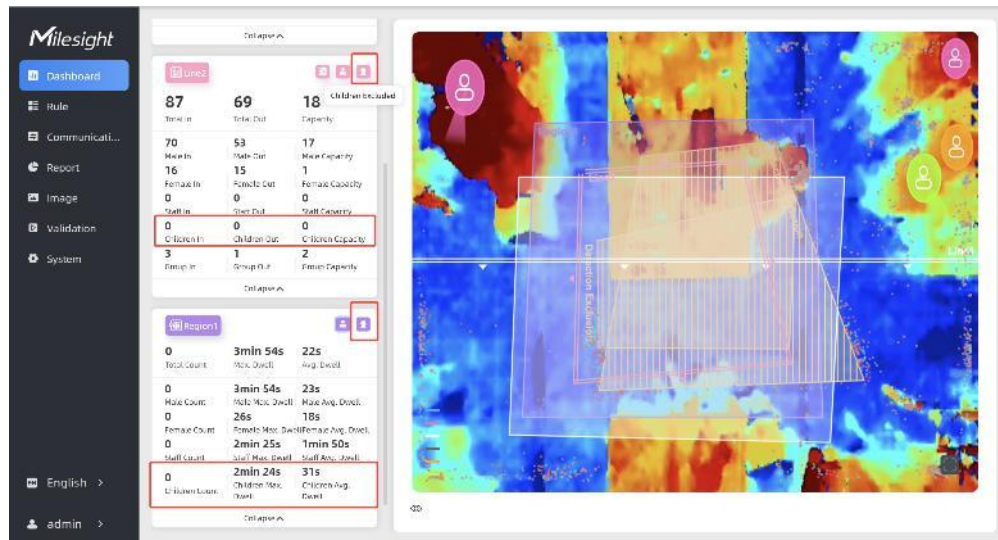 Milesight
Dashboard
Rule
Communicati...
Report
Image
Validation
System
English >
admin >
Collapse
Line2
Children Excluded
87 69 18
Total In Total Out Capacity
70 53 17
Male In Male Out Male Capacity
16 15 1
Female In Female Out Female Capacity
0 0 0
Staff In Staff Out Staff Capacity
0 0 0
Children In Children Out Children Capacity
3 1 2
Group In Group Out Group Capacity
Collapse
Region1
0 3min 54s 22s
Total Count Max. Dwell Avg. Dwell
0 3min 54s 23s
Male Count Male Max. Dwell Male Avg. Dwell
0 26s 18s
Female Count Female Max. Dwell Female Avg. Dwell
0 2min 25s 1min 50s
Staff Count Staff Max. Dwell Staff Avg. Dwell
0 2min 24s 31s
Children Count Children Max. Children Avg.
Dwell Dwell
Collapse
Line1
Detection Exclusion